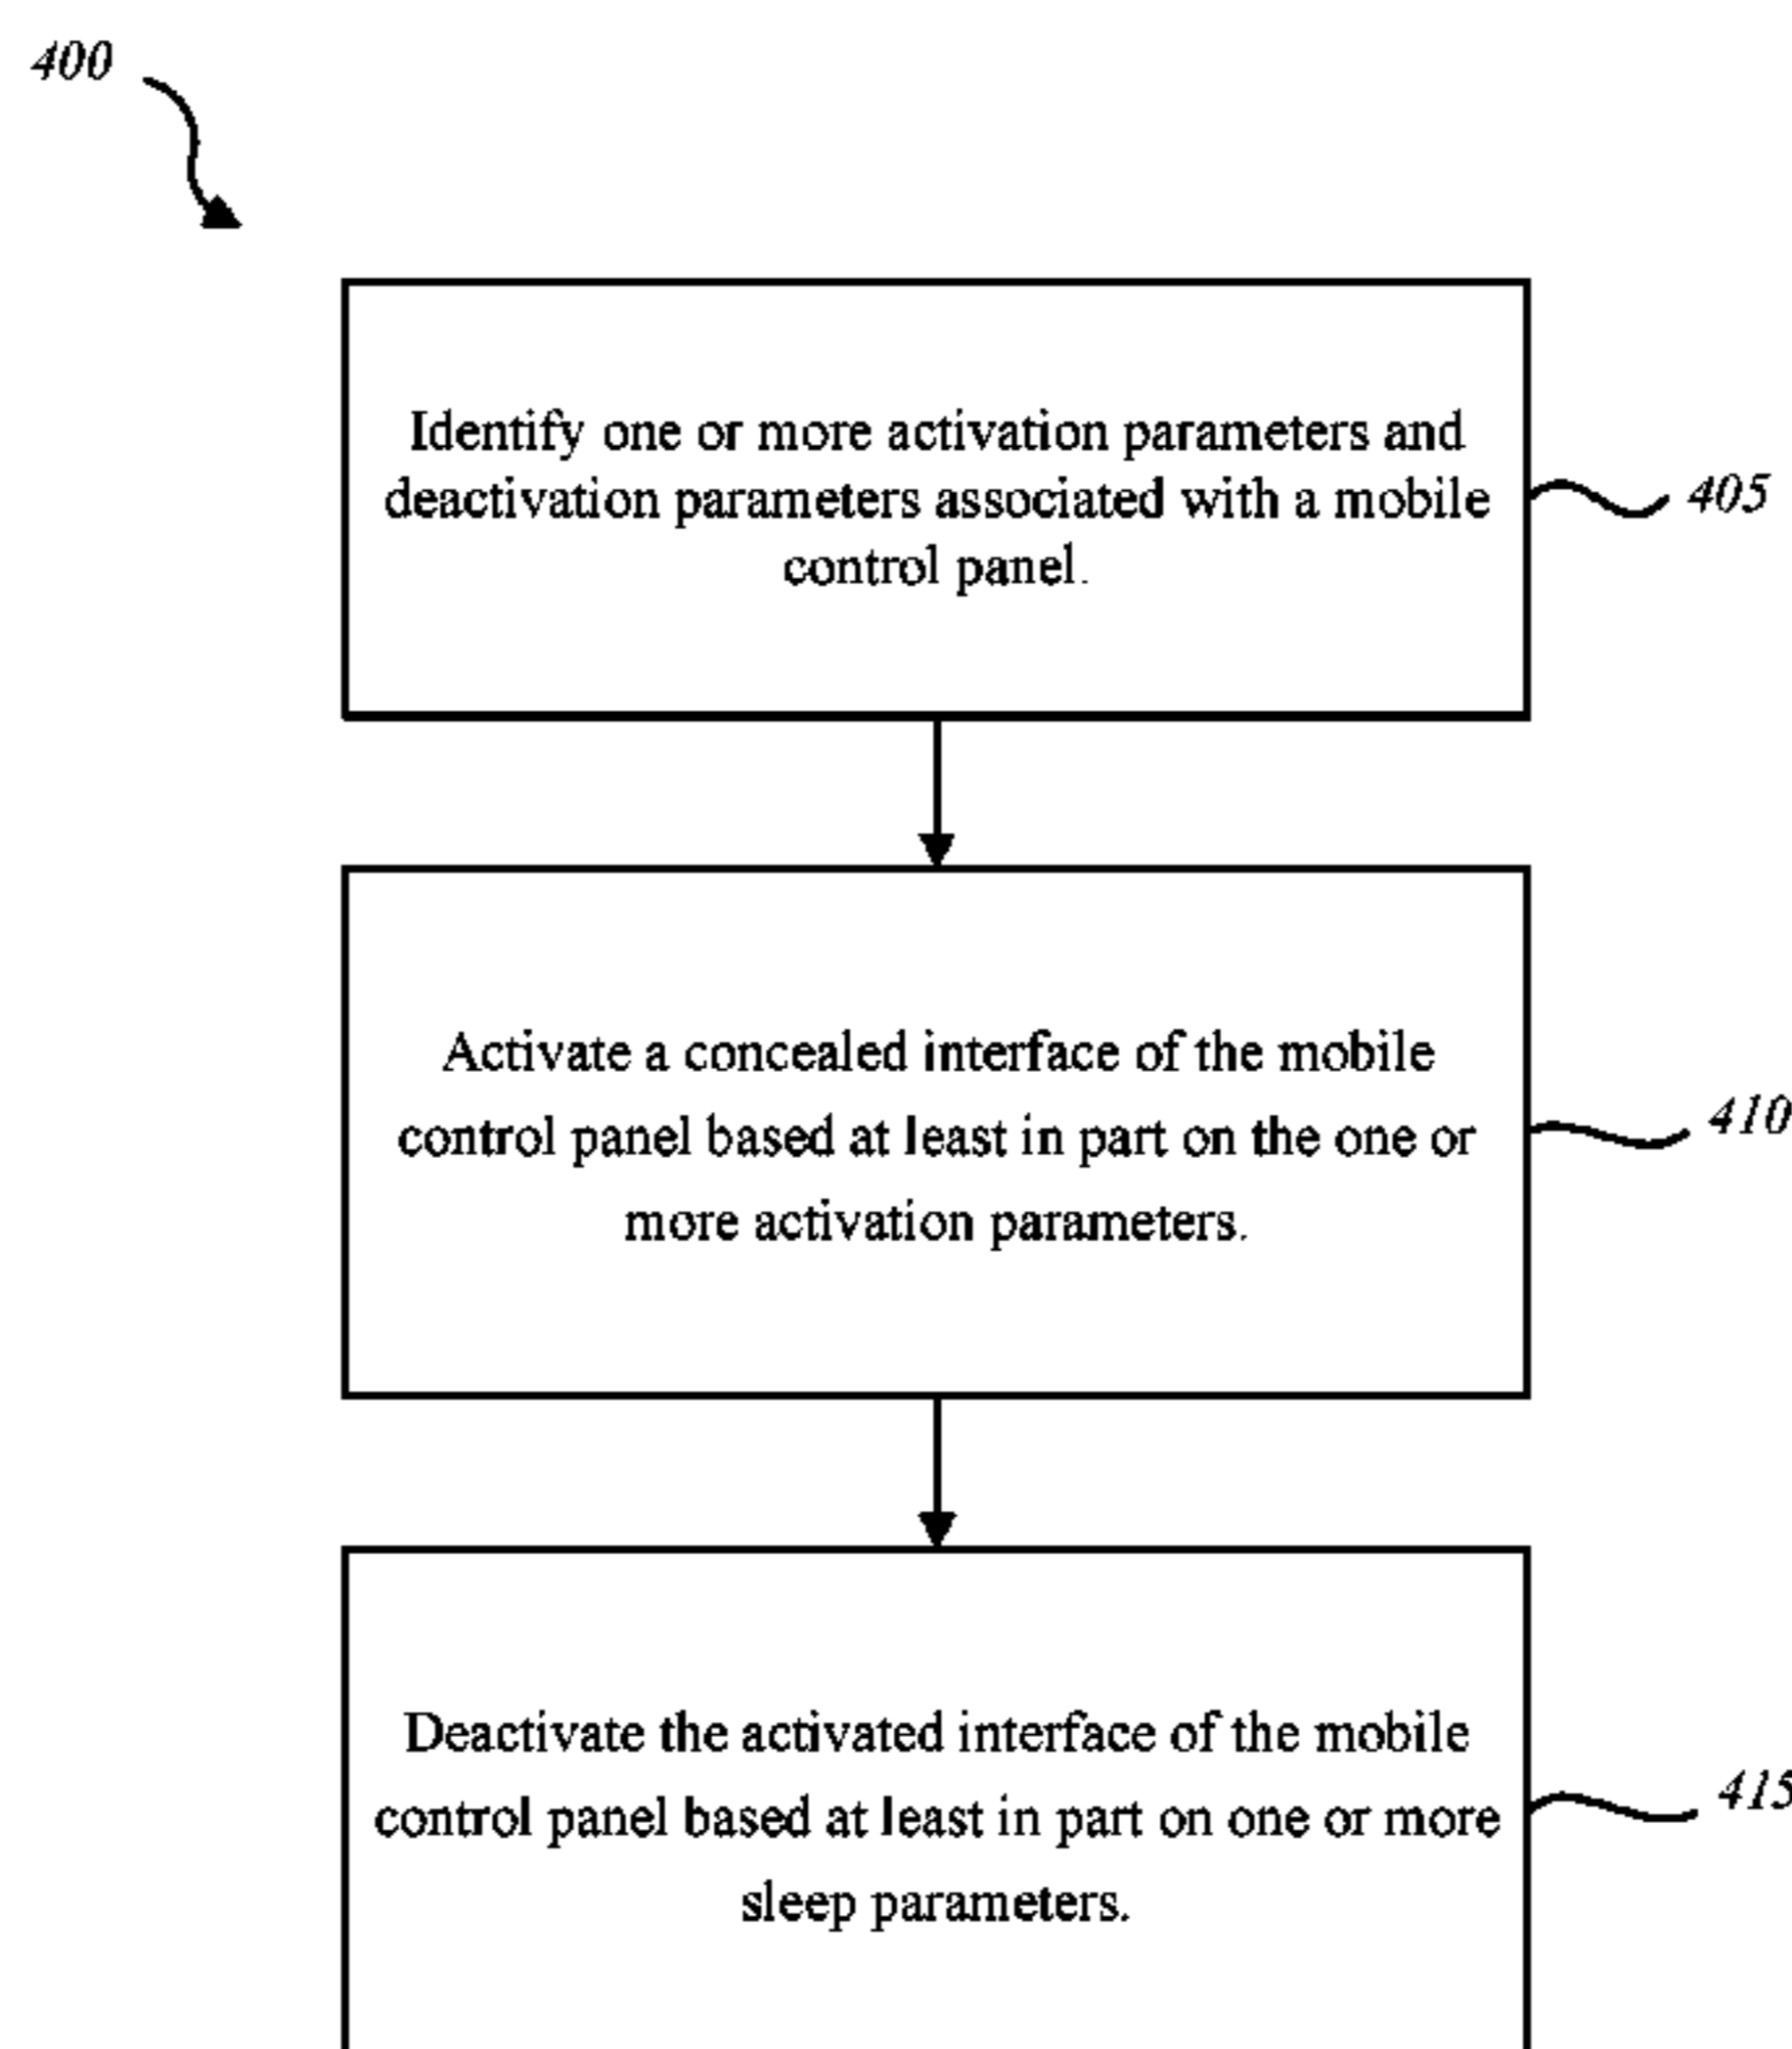 400
Identify one or more activation parameters and
deactivation parameters associated with a mobile
control panel.
405
Activate a concealed interface of the mobile
control panel based at least in part on the one or
more activation parameters.
410
Deactivate the activated interface of the mobile
control panel based at least in part on one or more
sleep parameters.
415